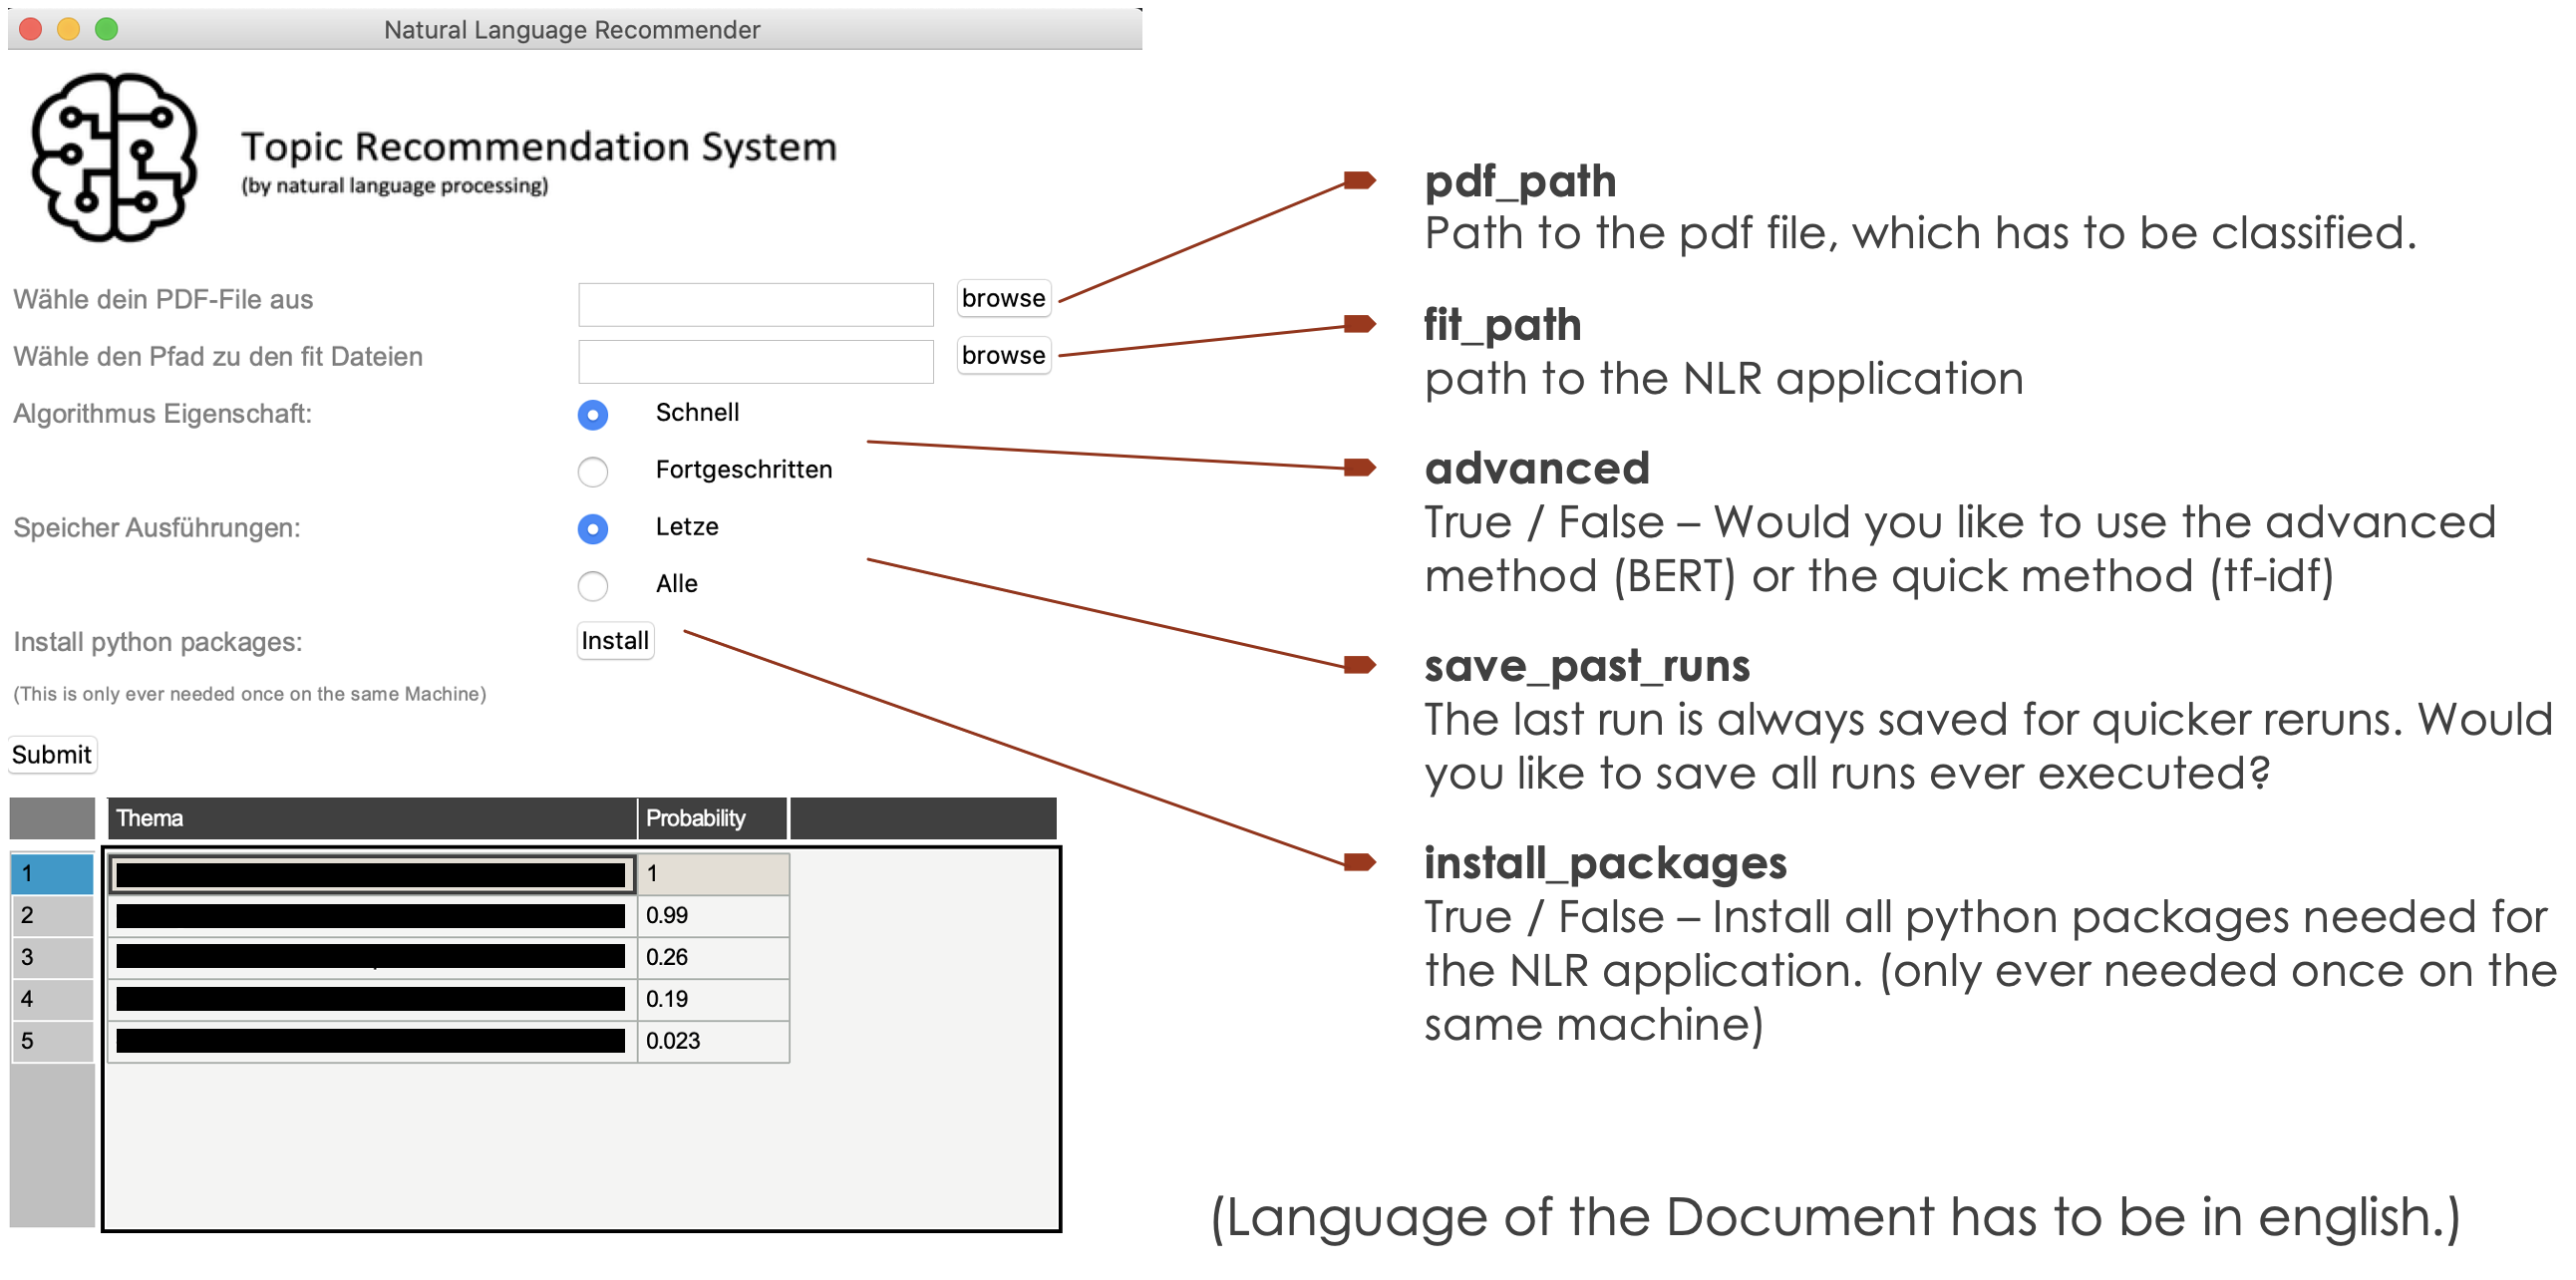 Natural Language Recommender
Topic Recommendation System
(by natural language processing)
Wähle dein PDF-File aus
browse
Wähle den Pfad zu den fit Dateien
browse
Algorithmus Eigenschaft:
Schnell
Fortgeschritten
Speicher Ausführungen:
Letze
Alle
Install python packages:
Install
(This is only ever needed once on the same Machine)
Submit
Thema Probability
1 1
2 0.99
3 0.26
4 0.19
5 0.023
pdf_path
Path to the pdf file, which has to be classified.
fit_path
path to the NLR application
advanced
True / False – Would you like to use the advanced
method (BERT) or the quick method (tf-idf)
save_past_runs
The last run is always saved for quicker reruns. Would
you like to save all runs ever executed?
install_packages
True / False – Install all python packages needed for
the NLR application. (only ever needed once on the
same machine)
(Language of the Document has to be in english.)